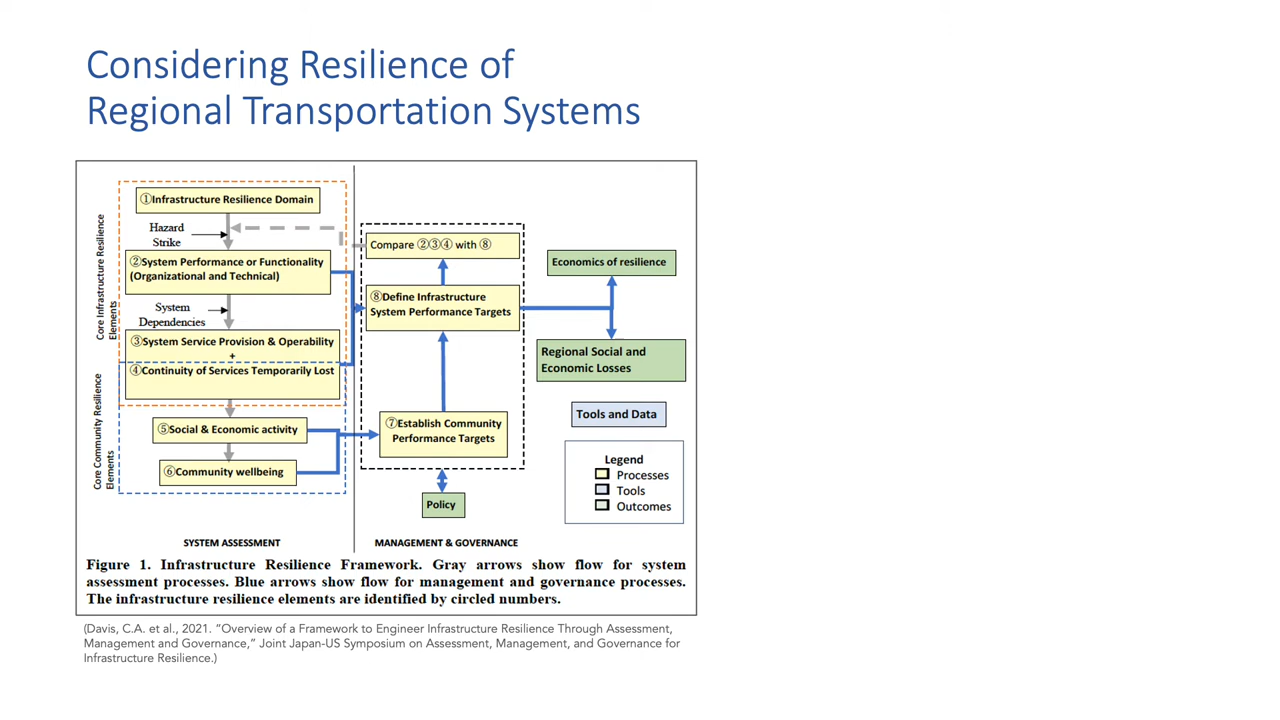 Considering Resilience of
Regional Transportation Systems
Core Infrastructure Resilience
Elements
Core Community Resilience
Elements
①Infrastructure Resilience Domain
Hazard
Strike
②System Performance or Functionality
(Organizational and Technical)
System
Dependencies
③System Service Provision & Operability
+
④Continuity of Services Temporarily Lost
⑤Social & Economic activity
⑥Community wellbeing
SYSTEM ASSESSMENT
Compare ②③④ with ⑧
⑧Define Infrastructure
System Performance Targets
⑦Establish Community
Performance Targets
Policy
MANAGEMENT & GOVERNANCE
Economics of resilience
Regional Social and
Economic Losses
Tools and Data
Legend
Processes
Tools
Outcomes
Figure 1. Infrastructure Resilience Framework. Gray arrows show flow for system
assessment processes. Blue arrows show flow for management and governance processes.
The infrastructure resilience elements are identified by circled numbers.
(Davis, C.A. et al., 2021. “Overview of a Framework to Engineer Infrastructure Resilience Through Assessment,
Management and Governance,” Joint Japan-US Symposium on Assessment, Management, and Governance for
Infrastructure Resilience.)